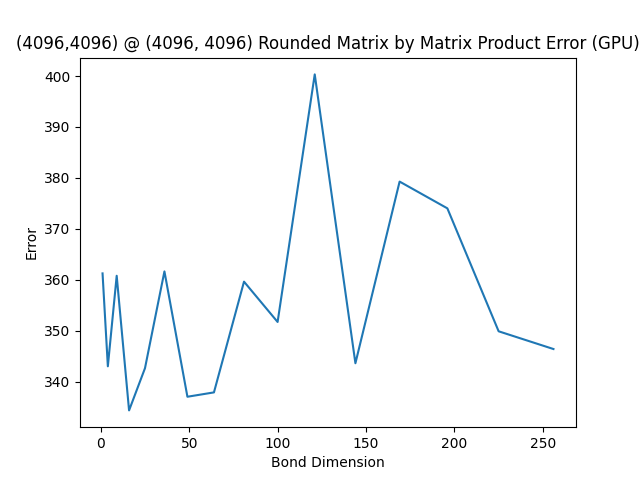 (4096,4096) @ (4096, 4096) Rounded Matrix by Matrix Product Error (GPU)
400
390
380
370
360
350
340
Error
0 50 100 150 200 250
Bond Dimension